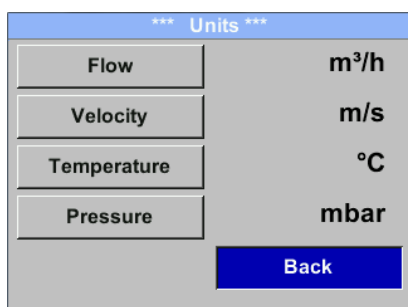 *** Units ***
Flow m³/h
Velocity m/s
Temperature °C
Pressure mbar
Back